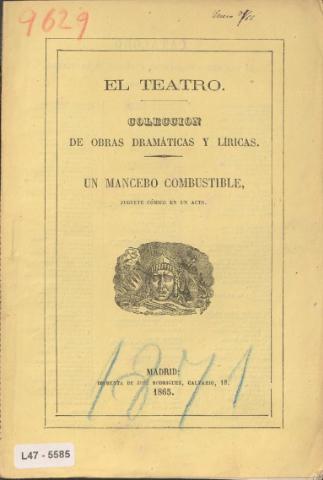 9629
EL TEATRO.
COLECCION
DE OBRAS DRAMÁTICAS Y LÍRICAS.
UN MANCEBO COMBUSTIBLE,
JUGUETE CÓMICO EN UN ACTO.
1871
MADRID:
IMPRENTA DE JOSÉ RODRIGUEZ, CALVARIO, 18.
1865.
L47 - 5585